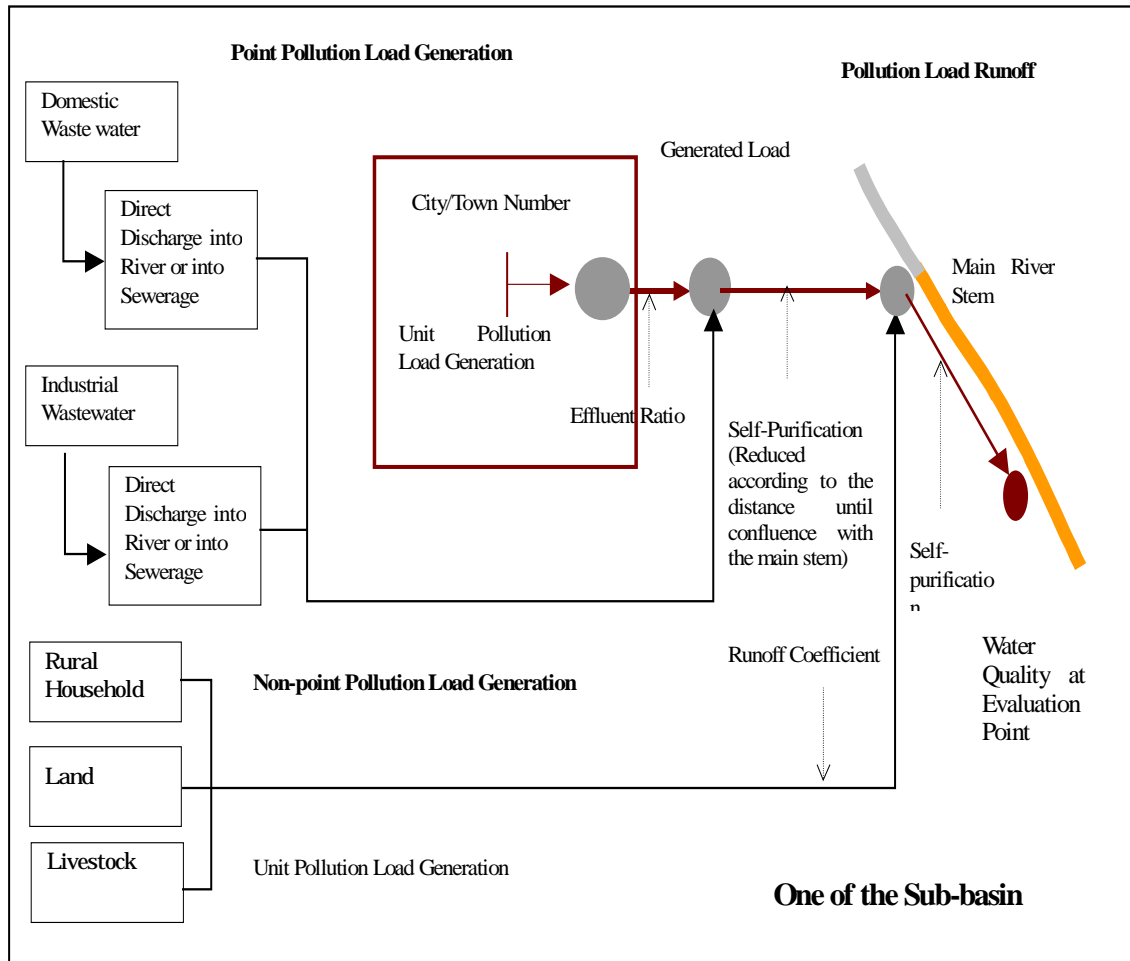 Point Pollution Load Generation
Pollution Load Runoff
Domestic
Waste water
Generated Load
City/Town Number
Direct
Discharge into
River or into
Sewerage
Main River
Stem
Unit Pollution
Load Generation
Industrial
Wastewater
Effluent Ratio
Self-Purification
(Reduced
according to the
distance until
confluence with
the main stem)
Direct
Discharge into
River or into
Sewerage
Self-
purificatio
n
Rural
Household
Non-point Pollution Load Generation
Runoff Coefficient
Water
Quality at
Evaluation
Point
Land
Livestock
Unit Pollution Load Generation
One of the Sub-basin